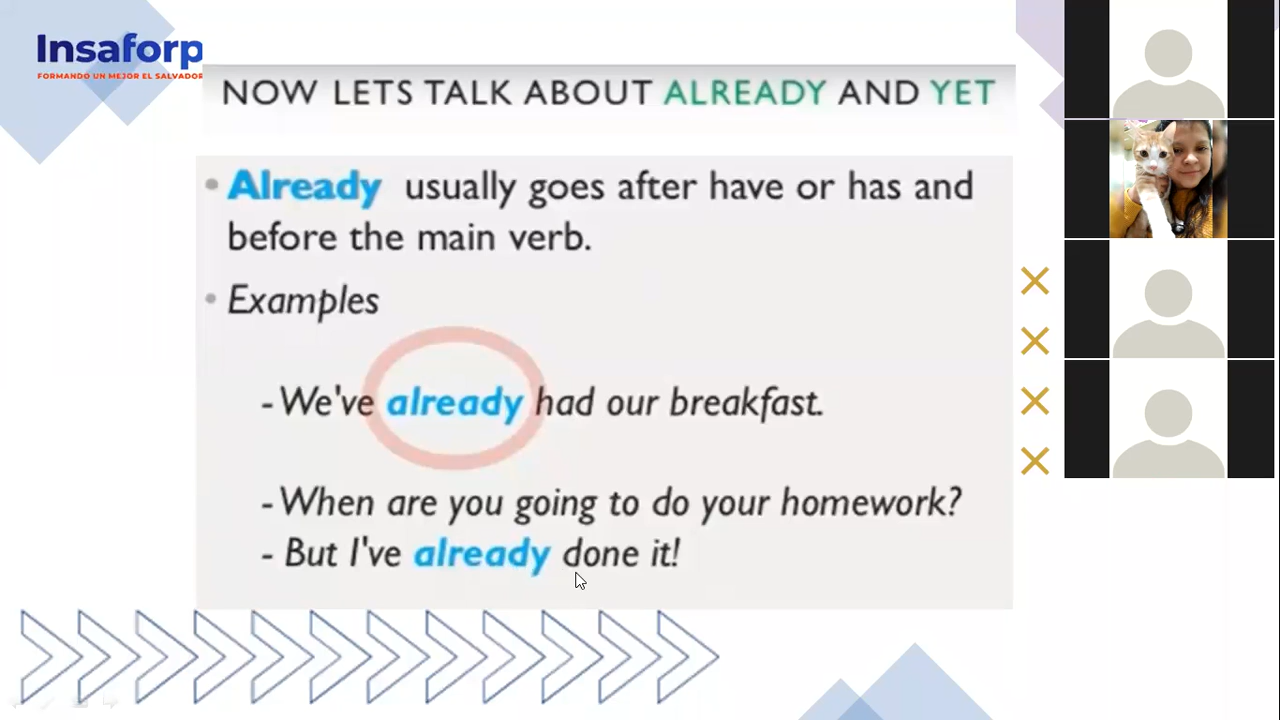 Insaforp
FORMANDO UN MEJOR EL SALVADOR
NOW LETS TALK ABOUT ALREADY AND YET
• Already usually goes after have or has and
before the main verb.
• Examples
- We've already had our breakfast.
- When are you going to do your homework?
- But I've already done it!